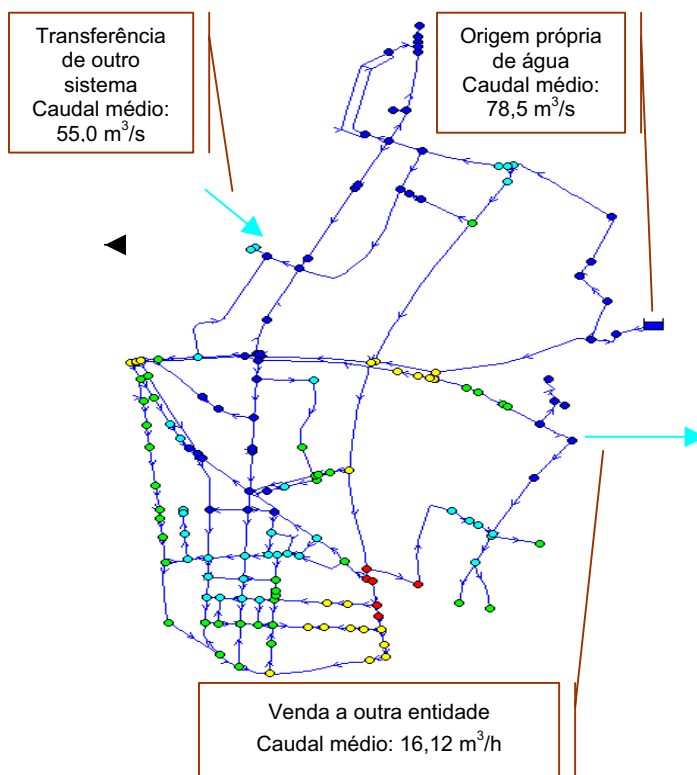 Transferência
de outro
sistema
Caudal médio:
55,0 m³/s
Origem própria
de água
Caudal médio:
78,5 m³/s
Venda a outra entidade
Caudal médio: 16,12 m³/h